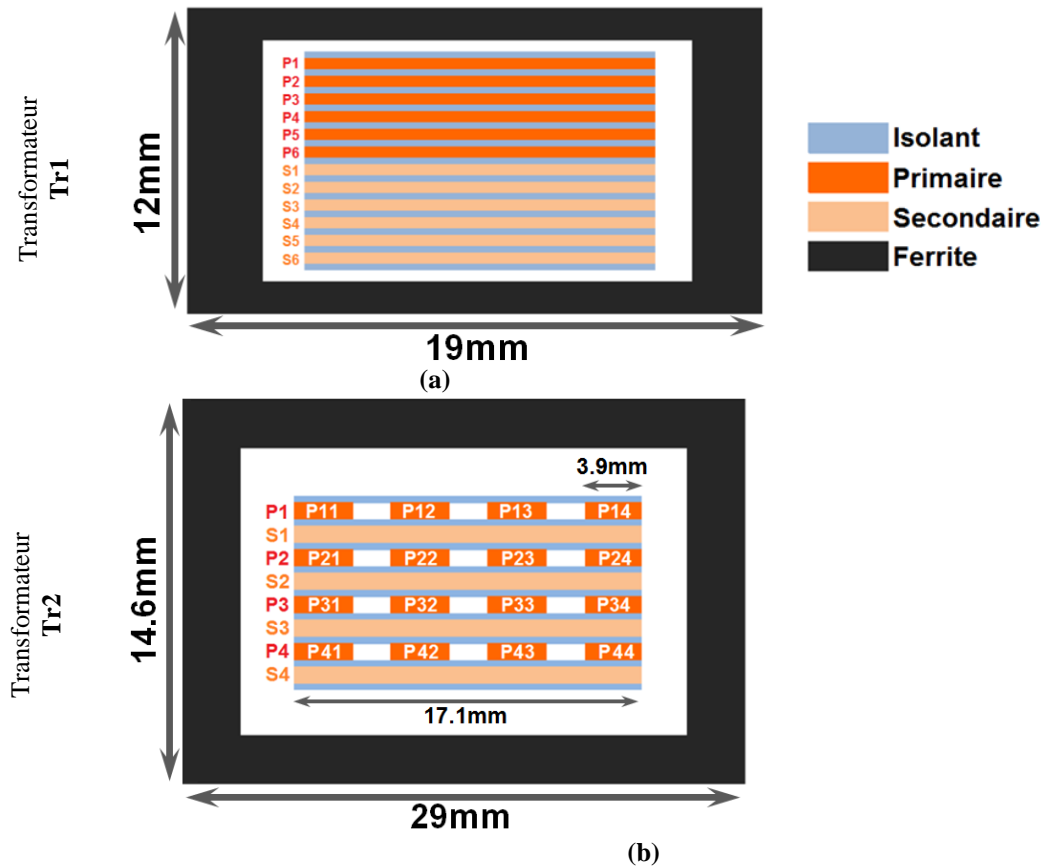 Transformateur
Tr1
12mm
P1
P2
P3
P4
P5
P6
S1
S2
S3
S4
S5
S6
19mm
(a)
Isolant
Primaire
Secondaire
Ferrite
Transformateur
Tr2
14.6mm
3.9mm
P1 P11 P12 P13 P14
S1
P2 P21 P22 P23 P24
S2
P3 P31 P32 P33 P34
S3
P4 P41 P42 P43 P44
S4
17.1mm
29mm
(b)